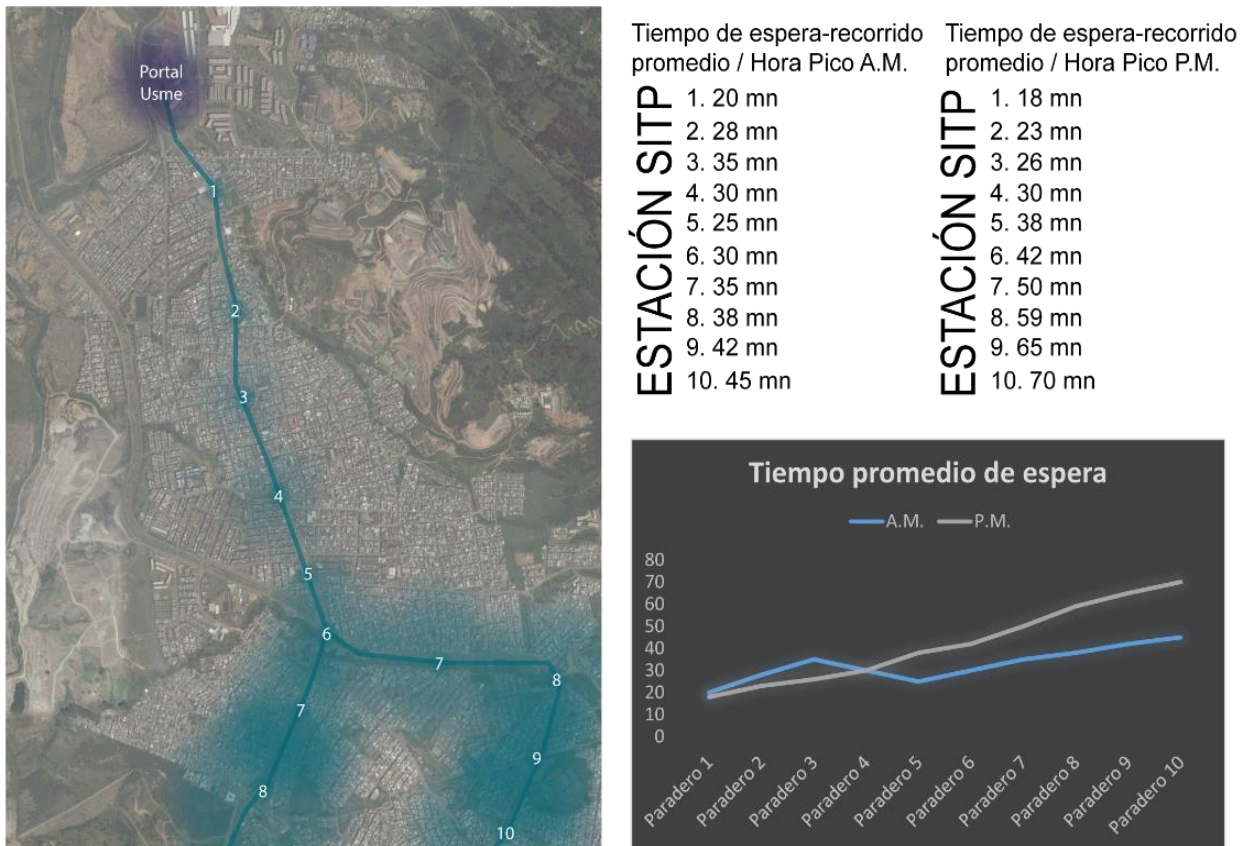 Portal
Usme
1
2
3
4
5
6
7
8
7
9
8
10
Tiempo de espera-recorrido
promedio / Hora Pico A.M.
ESTACIÓN SITP
1. 20 mn
2. 28 mn
3. 35 mn
4. 30 mn
5. 25 mn
6. 30 mn
7. 35 mn
8. 38 mn
9. 42 mn
10. 45 mn
Tiempo de espera-recorrido
promedio / Hora Pico P.M.
ESTACIÓN SITP
1. 18 mn
2. 23 mn
3. 26 mn
4. 30 mn
5. 38 mn
6. 42 mn
7. 50 mn
8. 59 mn
9. 65 mn
10. 70 mn
Tiempo promedio de espera
A.M. P.M.
80
70
60
50
40
30
20
10
0
Paradero 1
Paradero 2
Paradero 3
Paradero 4
Paradero 5
Paradero 6
Paradero 7
Paradero 8
Paradero 9
Paradero 10